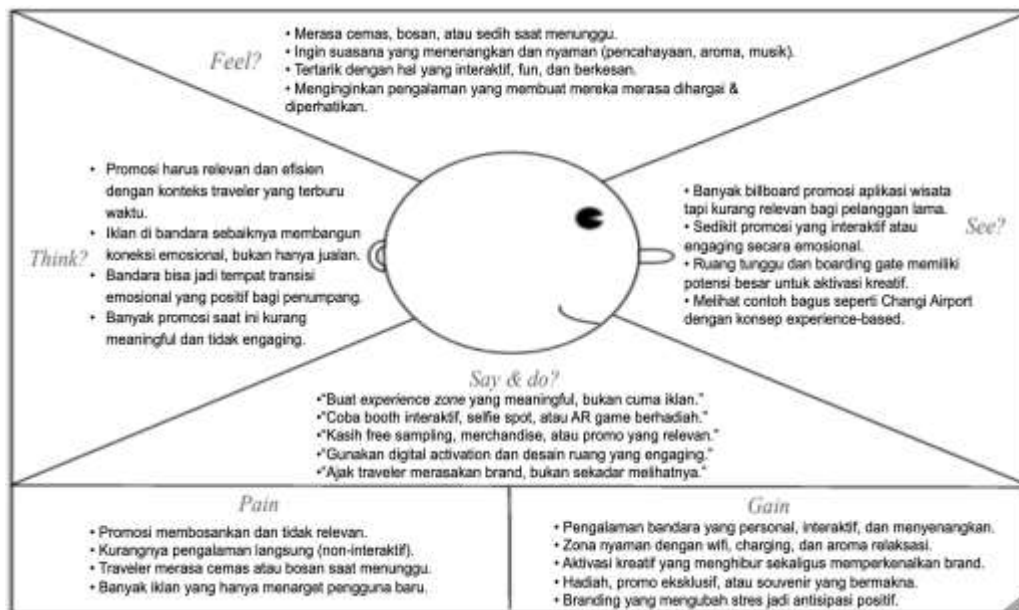 Feel?
• Merasa cemas, bosan, atau sedih saat menunggu.
• Ingin suasana yang menenangkan dan nyaman (pencahayaan, aroma, musik).
• Tertarik dengan hal yang interaktif, fun, dan berkesan.
• Menginginkan pengalaman yang membuat mereka merasa dihargai &
diperhatikan.
Think?
• Promosi harus relevan dan efisien
dengan konteks traveler yang terburu
waktu.
• Iklan di bandara sebaiknya membangun
koneksi emosional, bukan hanya jualan.
• Bandara bisa jadi tempat transisi
emosional yang positif bagi penumpang.
• Banyak promosi saat ini kurang
meaningful dan tidak engaging.
See?
• Banyak billboard promosi aplikasi wisata
tapi kurang relevan bagi pelanggan lama.
• Sedikit promosi yang interaktif atau
engaging secara emosional.
• Ruang tunggu dan boarding gate memiliki
potensi besar untuk aktivasi kreatif.
• Melihat contoh bagus seperti Changi Airport
dengan konsep experience-based.
Say & do?
•"Buat experience zone yang meaningful, bukan cuma iklan."
•"Coba booth interaktif, selfie spot, atau AR game berhadiah."
•"Kasih free sampling, merchandise, atau promo yang relevan."
•"Gunakan digital activation dan desain ruang yang engaging."
•"Ajak traveler merasakan brand, bukan sekadar melihatnya."
Pain
• Promosi membosankan dan tidak relevan.
• Kurangnya pengalaman langsung (non-interaktif).
• Traveler merasa cemas atau bosan saat menunggu.
• Banyak iklan yang hanya menarget pengguna baru.
Gain
• Pengalaman bandara yang personal, interaktif, dan menyenangkan.
• Zona nyaman dengan wifi, charging, dan aroma relaksasi.
• Aktivasi kreatif yang menghibur sekaligus memperkenalkan brand.
• Hadiah, promo eksklusif, atau souvenir yang bermakna.
• Branding yang mengubah stres jadi antisipasi positif.